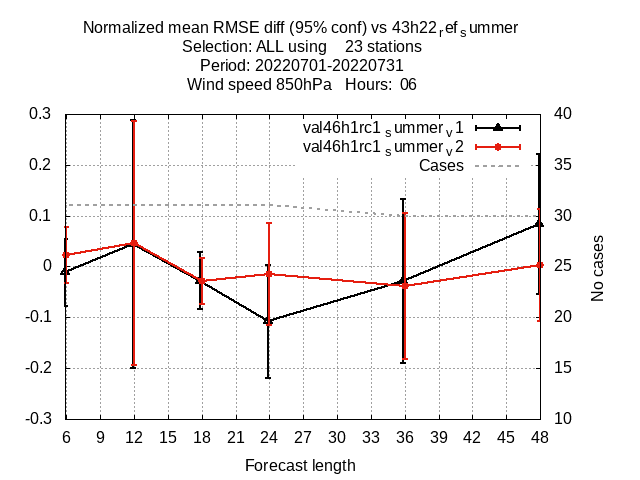 Normalized mean RMSE diff (95% conf) vs 43h22refsummer
Selection: ALL using 23 stations
Period: 20220701-20220731
Wind speed 850hPa Hours: 06
val46h1rc1summerv1
val46h1rc1summerv2
Cases
0.3
0.2
0.1
0
-0.1
-0.2
-0.3
40
35
30
25
20
15
10
No cases
6 9 12 15 18 21 24 27 30 33 36 39 42 45 48
Forecast length